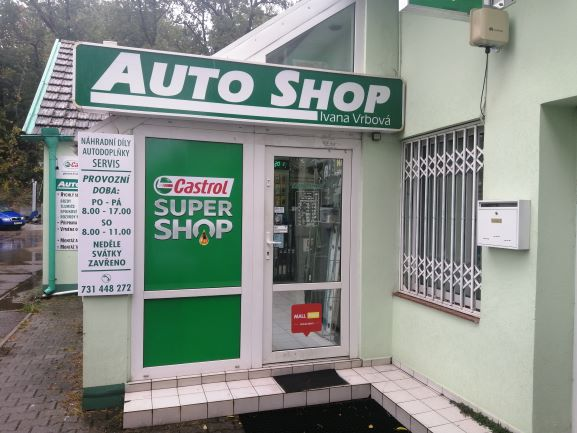 AUTO SHOP
Ivana Vrbová
NÁHRADNÍ DÍLY
AUTODOPLŇKY
SERVIS
PROVOZNÍ
DOBA:
PO - PÁ
8.00 - 17.00
SO
8.00 - 11.00
NEDĚLE
SVÁTKY
ZAVŘENO
731 448 272
Castrol
SUPER
SHOP
MALL
AUTO